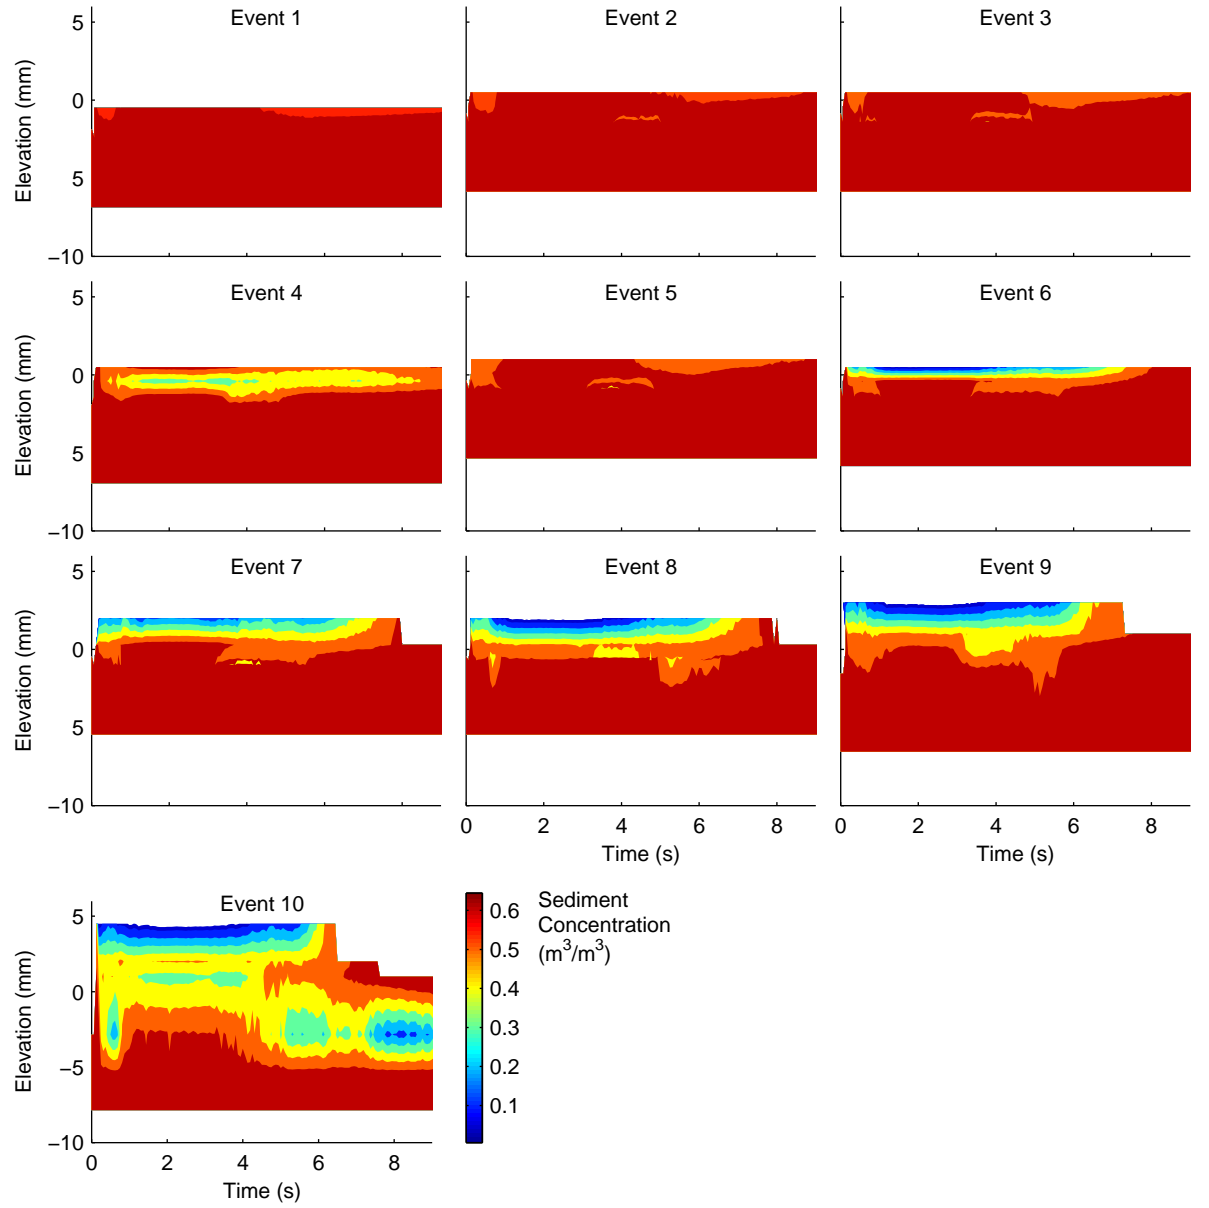 Event 1
Event 2
Event 3
5
0
5
−10
Elevation (mm)
Event 4
Event 5
Event 6
5
0
5
−10
Elevation (mm)
Event 7
Event 8
Event 9
5
0
5
−10
Elevation (mm)
0 2 4 6 8
Time (s)
0 2 4 6 8
Time (s)
Event 10
5
0
−5
−10
Elevation (mm)
0 2 4 6 8
Time (s)
0.6
0.5
0.4
0.3
0.2
0.1
Sediment
Concentration
(m³/m³)